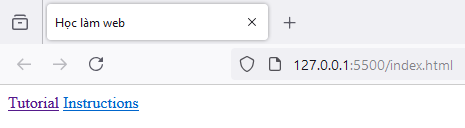 Học làm web
127.0.0.1:5500/index.html
Tutorial Instructions